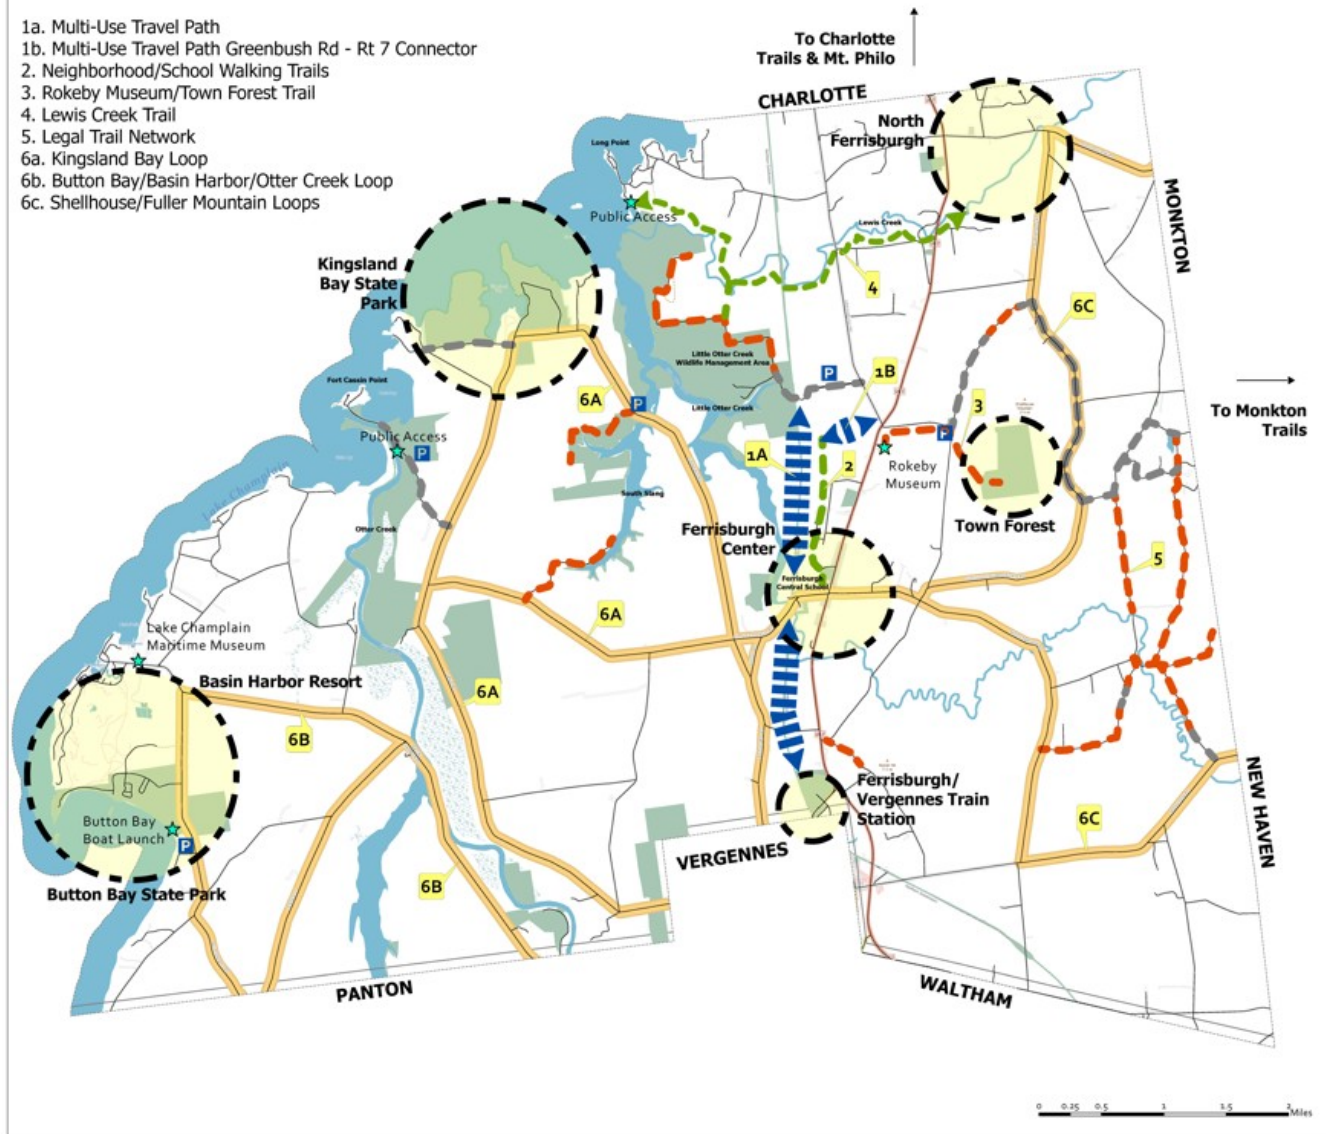 1a. Multi-Use Travel Path
1b. Multi-Use Travel Path Greenbush Rd - Rt 7 Connector
2. Neighborhood/School Walking Trails
3. Rokeby Museum/Town Forest Trail
4. Lewis Creek Trail
5. Legal Trail Network
6a. Kingsland Bay Loop
6b. Button Bay/Basin Harbor/Otter Creek Loop
6c. Shellhouse/Fuller Mountain Loops
To Charlotte
Trails & Mt. Philo
CHARLOTTE
North
Ferrisburgh
Long Point
Public Access
Lewis Creek
MONKTON
Kingsland
Bay State
Park
4
6C
Little Otter Creek
Wildlife Management Area
P
1B
Fort Cassin Point
6A
P
Little Otter Creek
3
To Monkton
Trails
Public Access
P
P
1A
2
Rokeby
Museum
Lake Champlain
South Slang
Town Forest
Otter Creek
Ferrisburgh
Center
5
Ferrisburgh
Central School
6A
Lake Champlain
Maritime Museum
Basin Harbor Resort
6A
6B
Ferrisburgh/
Vergennes Train
Station
NEW HAVEN
Button Bay
Boat Launch
P
6C
VERGENNES
Button Bay State Park
6B
PANTON
WALTHAM
0 0.25 0.5 1 1.5 2
Miles